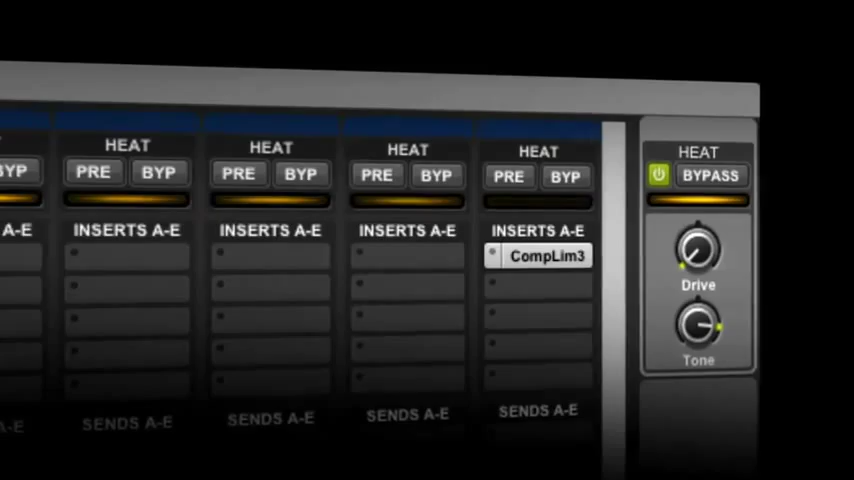 HEAT HEAT HEAT HEAT HEAT
BYP PRE BYP PRE BYP PRE BYP PRE BYP BYPASS
S A-E INSERTS A-E INSERTS A-E INSERTS A-E INSERTS A-E
CompLim3
Drive
Tone
A-E SENDS A-E SENDS A-E SENDS A-E SENDS A-E